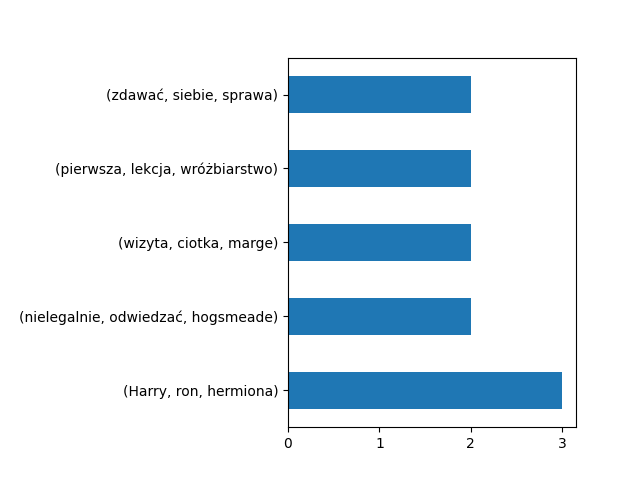 (zdawać, siebie, sprawa)
(pierwsza, lekcja, wróżbiarstwo)
(wizyta, ciotka, marge)
(nielegalnie, odwiedzać, hogsmeade)
(Harry, ron, hermiona)
0 1 2 3